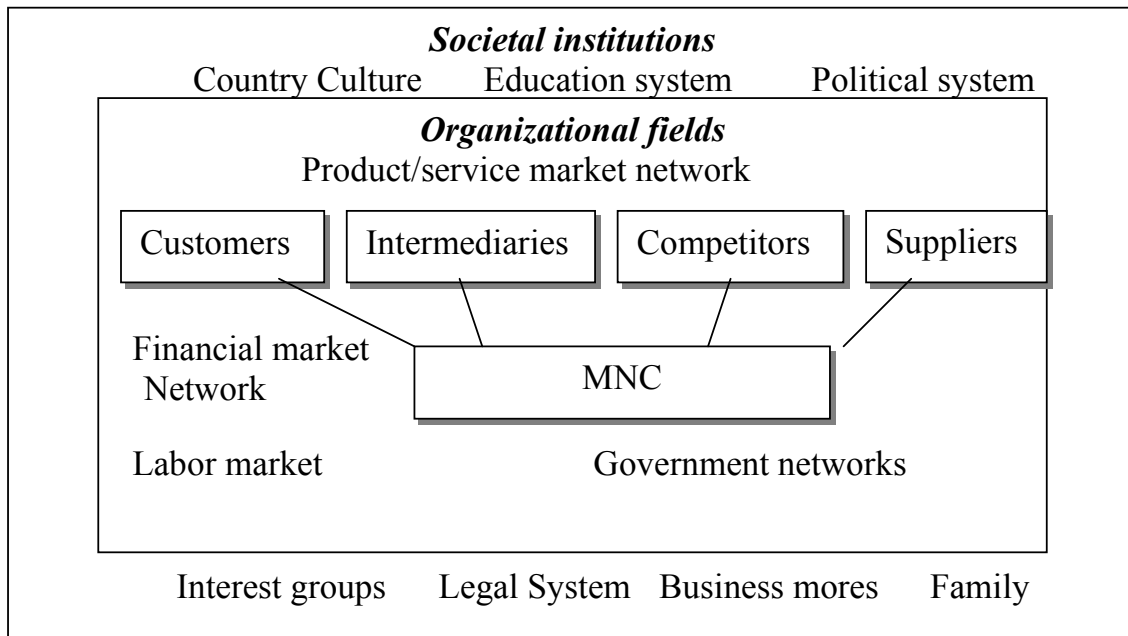 Societal institutions
Country Culture Education system Political system
Organizational fields
Product/service market network
Customers Intermediaries Competitors Suppliers
Financial market
Network
MNC
Labor market Government networks
Interest groups Legal System Business mores Family